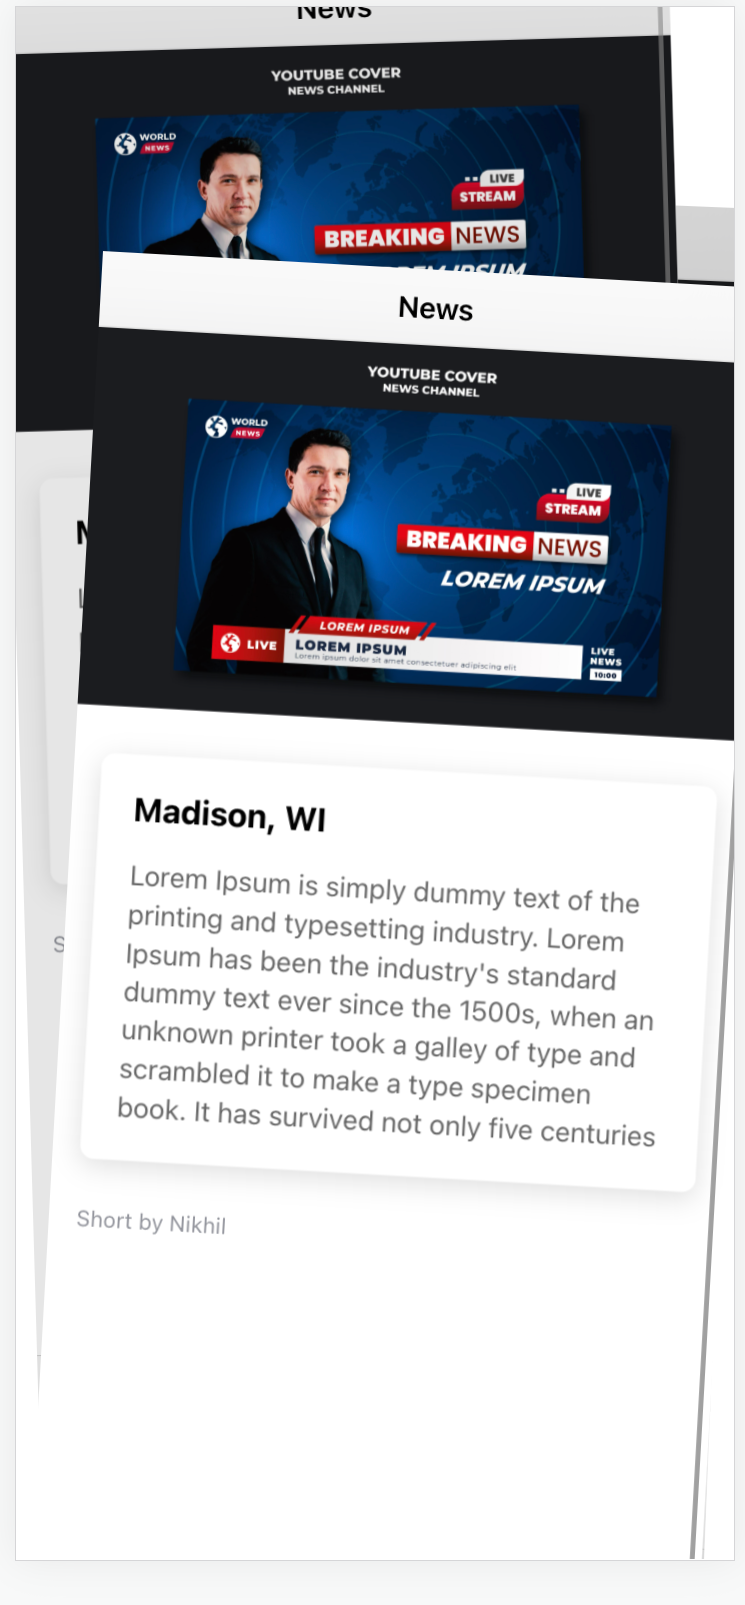 News
YOUTUBE COVER
NEWS CHANNEL
WORLD
NEWS
LIVE
STREAM
BREAKING NEWS
News
YOUTUBE COVER
NEWS CHANNEL
WORLD
NEWS
LIVE
STREAM
BREAKING NEWS
LOREM IPSUM
LOREM IPSUM
LIVE
LOREM IPSUM
Lorem ipsum dolor sit amet consectetuer adipiscing elit
LIVE
NEWS
10:00
Madison, WI
Lorem Ipsum is simply dummy text of the
printing and typesetting industry. Lorem
Ipsum has been the industry's standard
dummy text ever since the 1500s, when an
unknown printer took a galley of type and
scrambled it to make a type specimen
book. It has survived not only five centuries
Short by Nikhil